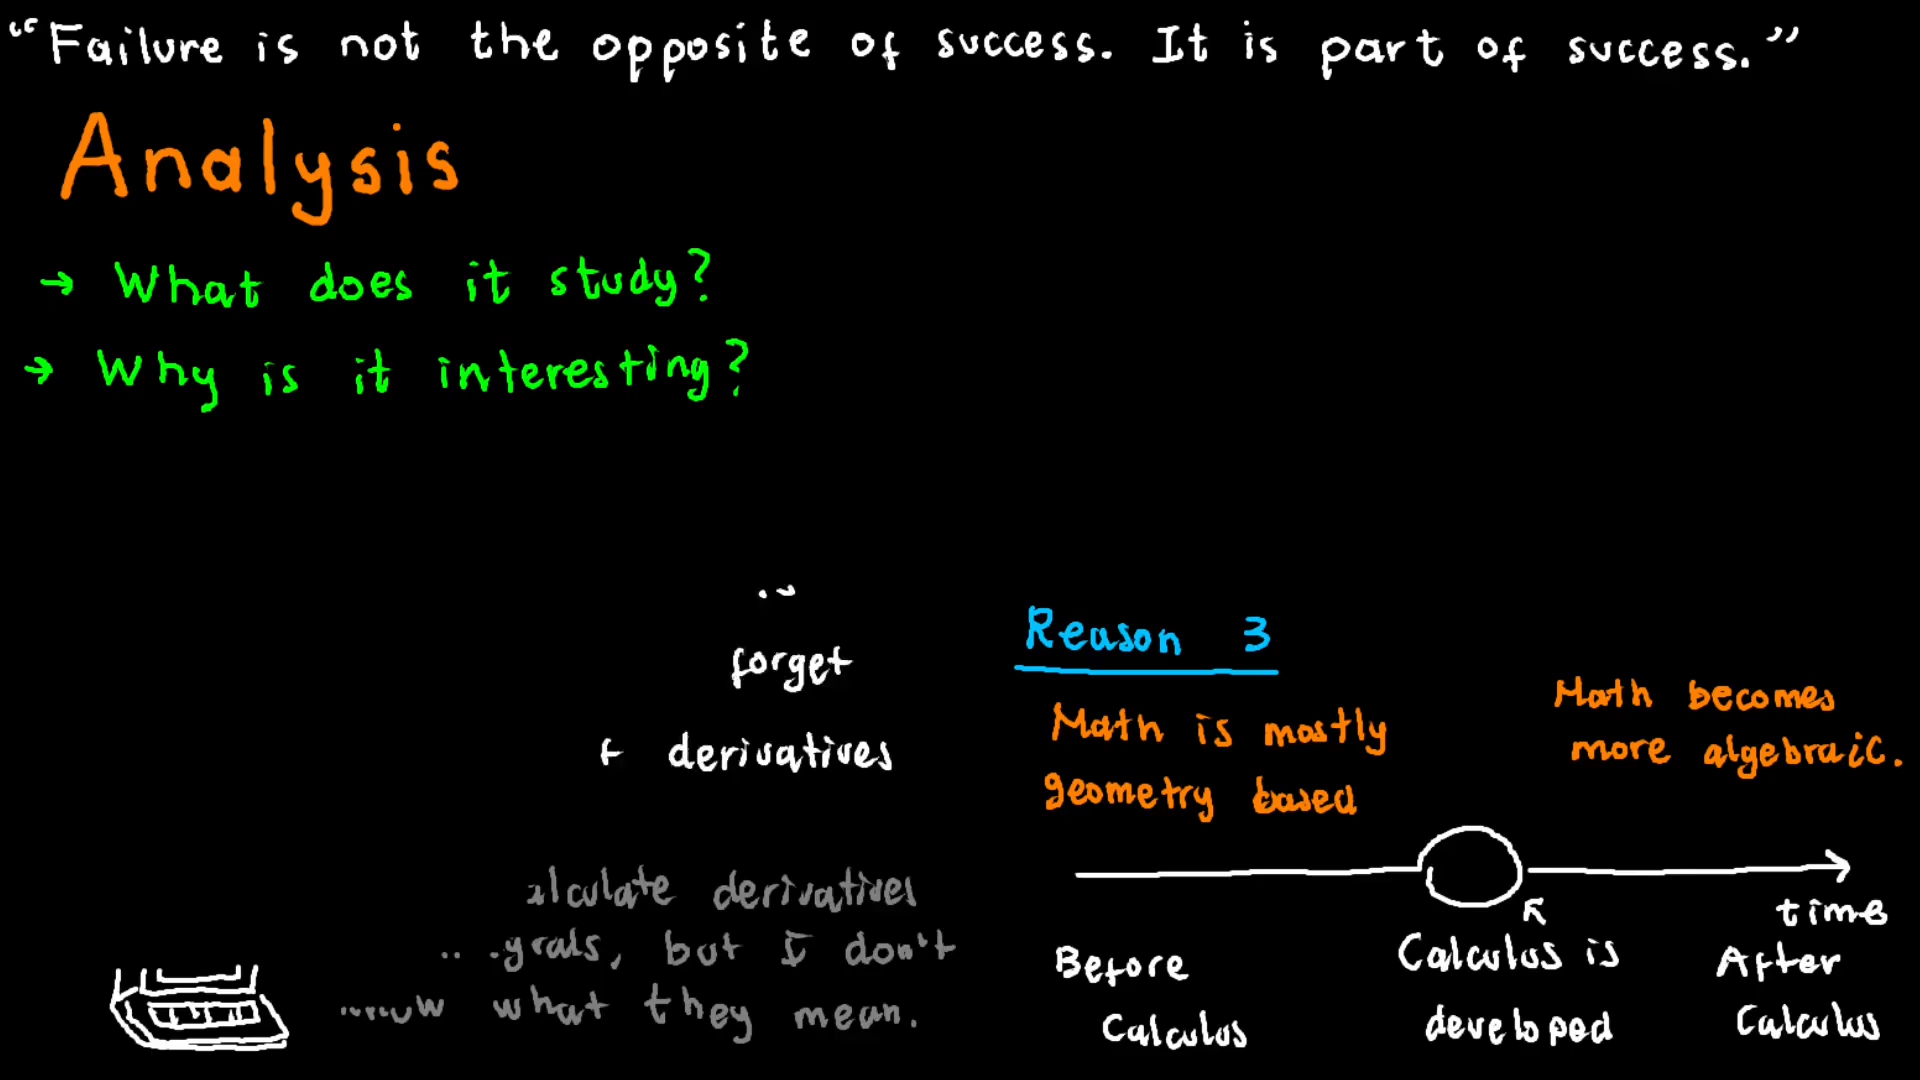 “Failure is not the opposite of success. It is part of success.”
Analysis
→ What does it study?
→ Why is it interesting?
forget
derivatives
derivatives
but I don't
what they mean.
Reason 3
Math is mostly
geometry based
Math becomes
more algebraic.
time
Before
Calculus
Calculus is
developed
After
Calculus